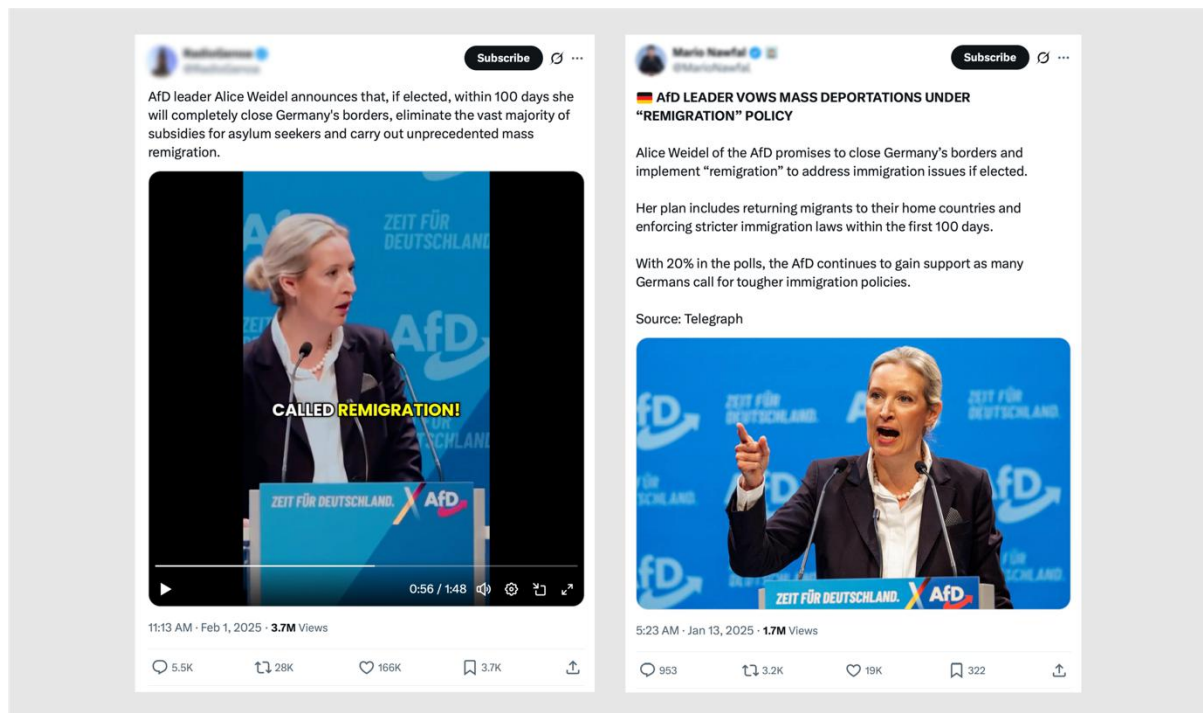 Subscribe
AfD leader Alice Weidel announces that, if elected, within 100 days she
will completely close Germany's borders, eliminate the vast majority of
subsidies for asylum seekers and carry out unprecedented mass
remigration.
ZEIT FÜR
DEUTSCHLAND
AfD
CALLED REMIGRATION!
ZEIT FÜR DEUTSCHLAND. AfD
0:56 / 1:48
11:13 AM · Feb 1, 2025 · 3.7M Views
5.5K 28K 166K 3.7K
Mario Nawfal
@MarioNawfal
Subscribe
AfD LEADER VOWS MASS DEPORTATIONS UNDER
“REMIGRATION” POLICY
Alice Weidel of the AfD promises to close Germany’s borders and
implement “remigration” to address immigration issues if elected.
Her plan includes returning migrants to their home countries and
enforcing stricter immigration laws within the first 100 days.
With 20% in the polls, the AfD continues to gain support as many
Germans call for tougher immigration policies.
Source: Telegraph
ZEIT FÜR
DEUTSCHLAND.
ZEIT FÜR
DEUTSCHLAND.
ZEIT FÜR DEUTSCHLAND. AfD
5:23 AM · Jan 13, 2025 · 1.7M Views
953 3.2K 19K 322